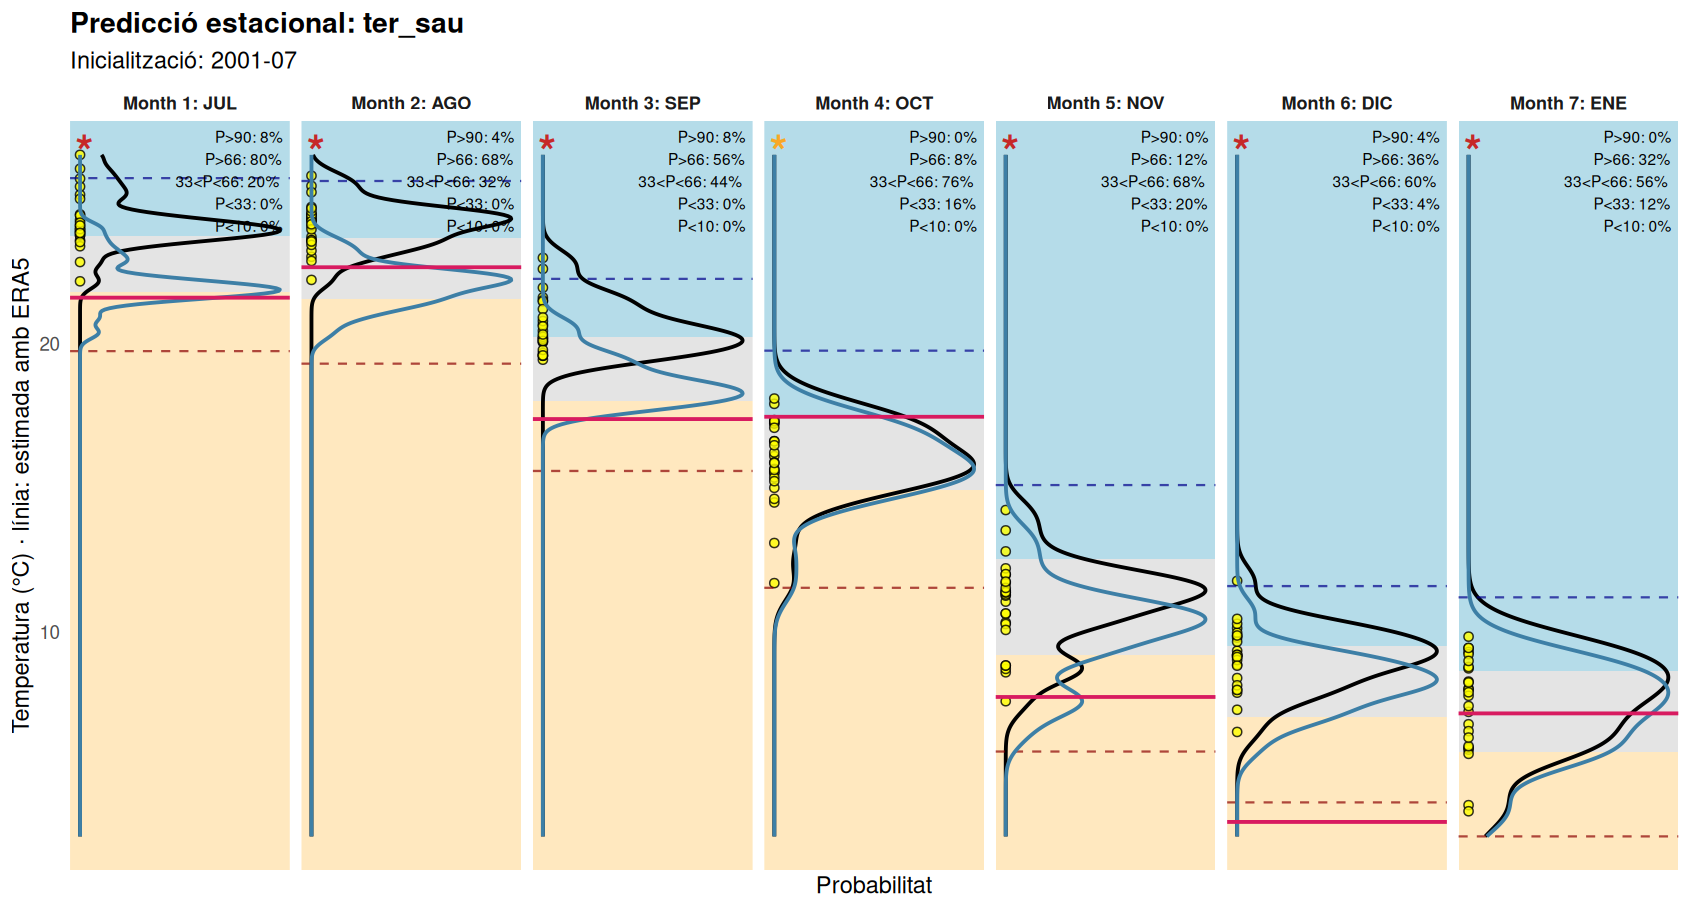 Predicció estacional: ter_sau
Inicialització: 2001-07
Month 1: JUL
P>90: 8%
P>66: 80%
33<P<66: 20%
P<33: 0%
P<10: 0%
Month 2: AGO
P>90: 4%
P>66: 68%
33<P<66: 32%
P<33: 0%
P<10: 0%
Month 3: SEP
P>90: 8%
P>66: 56%
33<P<66: 44%
P<33: 0%
P<10: 0%
Month 4: OCT
P>90: 0%
P>66: 8%
33<P<66: 76%
P<33: 16%
P<10: 0%
Month 5: NOV
P>90: 0%
P>66: 12%
33<P<66: 68%
P<33: 20%
P<10: 0%
Month 6: DIC
P>90: 4%
P>66: 36%
33<P<66: 60%
P<33: 4%
P<10: 0%
Month 7: ENE
P>90: 0%
P>66: 32%
33<P<66: 56%
P<33: 12%
P<10: 0%
Temperatura (°C) · línia: estimada amb ERA5
20
10
Probabilitat